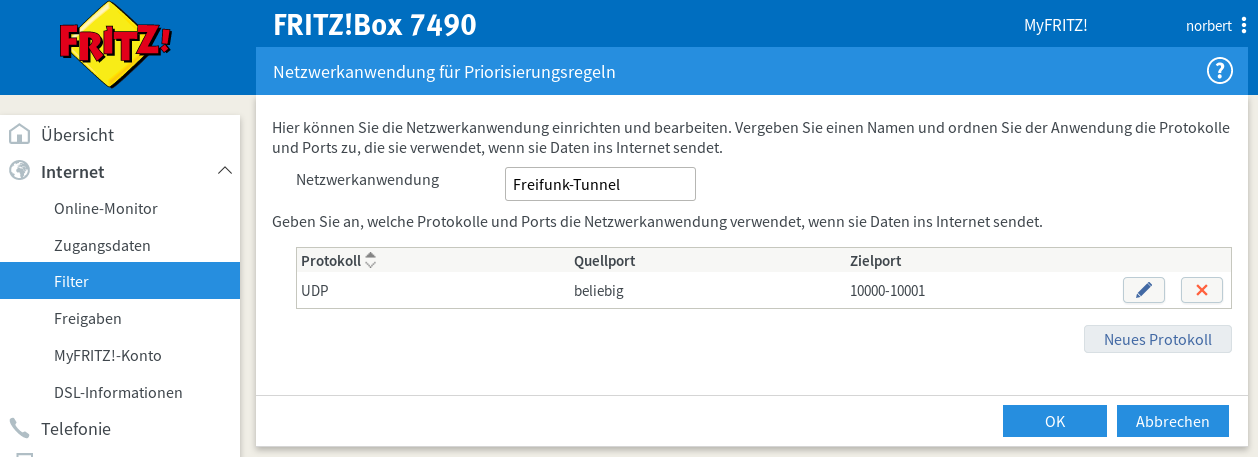 FRITZ!
FRITZ!Box 7490
MyFRITZ!
norbert
Netzwerkanwendung für Priorisierungsregeln
?
Übersicht
Internet
Online-Monitor
Zugangsdaten
Filter
Freigaben
MyFRITZ!-Konto
DSL-Informationen
Telefonie
Hier können Sie die Netzwerkanwendung einrichten und bearbeiten. Vergeben Sie einen Namen und ordnen Sie der Anwendung die Protokolle
und Ports zu, die sie verwendet, wenn sie Daten ins Internet sendet.
Netzwerkanwendung Freifunk-Tunnel
Geben Sie an, welche Protokolle und Ports die Netzwerkanwendung verwendet, wenn sie Daten ins Internet sendet.
Protokoll Quellport Zielport
UDP beliebig 10000-10001
Neues Protokoll
OK Abbrechen